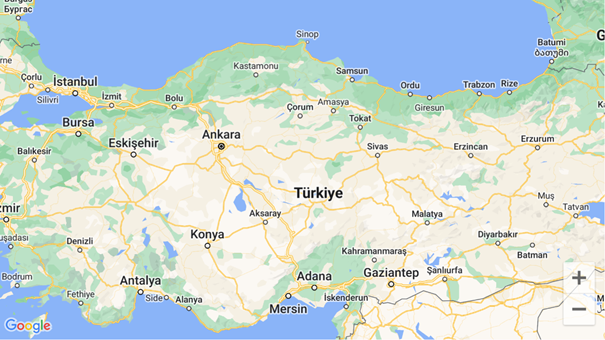 Бургас
Бургас
Sinop
Batumi
ბათუმი
G
Kastamonu
Samsun
Çorlu
İstanbul
Silivri
İzmit
Bolu
Ordu
Trabzon
Rize
Giresun
Çorum
Amasya
Tokat
Bursa
Eskişehir
Ankara
Balıkesir
Sivas
Erzincan
Erzurum
Türkiye
Muş
Tatvan
zmir
Aksaray
Malatya
Konya
Diyarbakır
Batman
uşadası
Denizli
Kahramanmaraş
Gaziantep
Şanlıurfa
Bodrum
Antalya
Adana
Fethiye
Side
Alanya
Mersin
İskenderun
+
−
Google